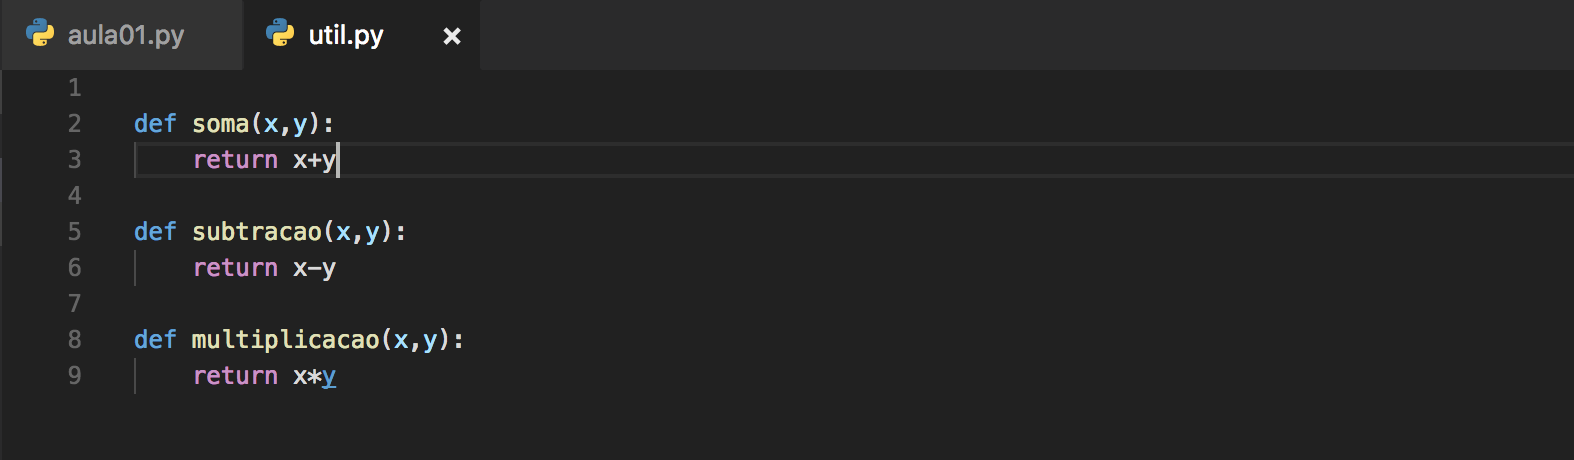 aula01.py util.py ×
1
2 def soma(x,y):
3     return x+y
4
5 def subtracao(x,y):
6     return x-y
7
8 def multiplicacao(x,y):
9     return x*y